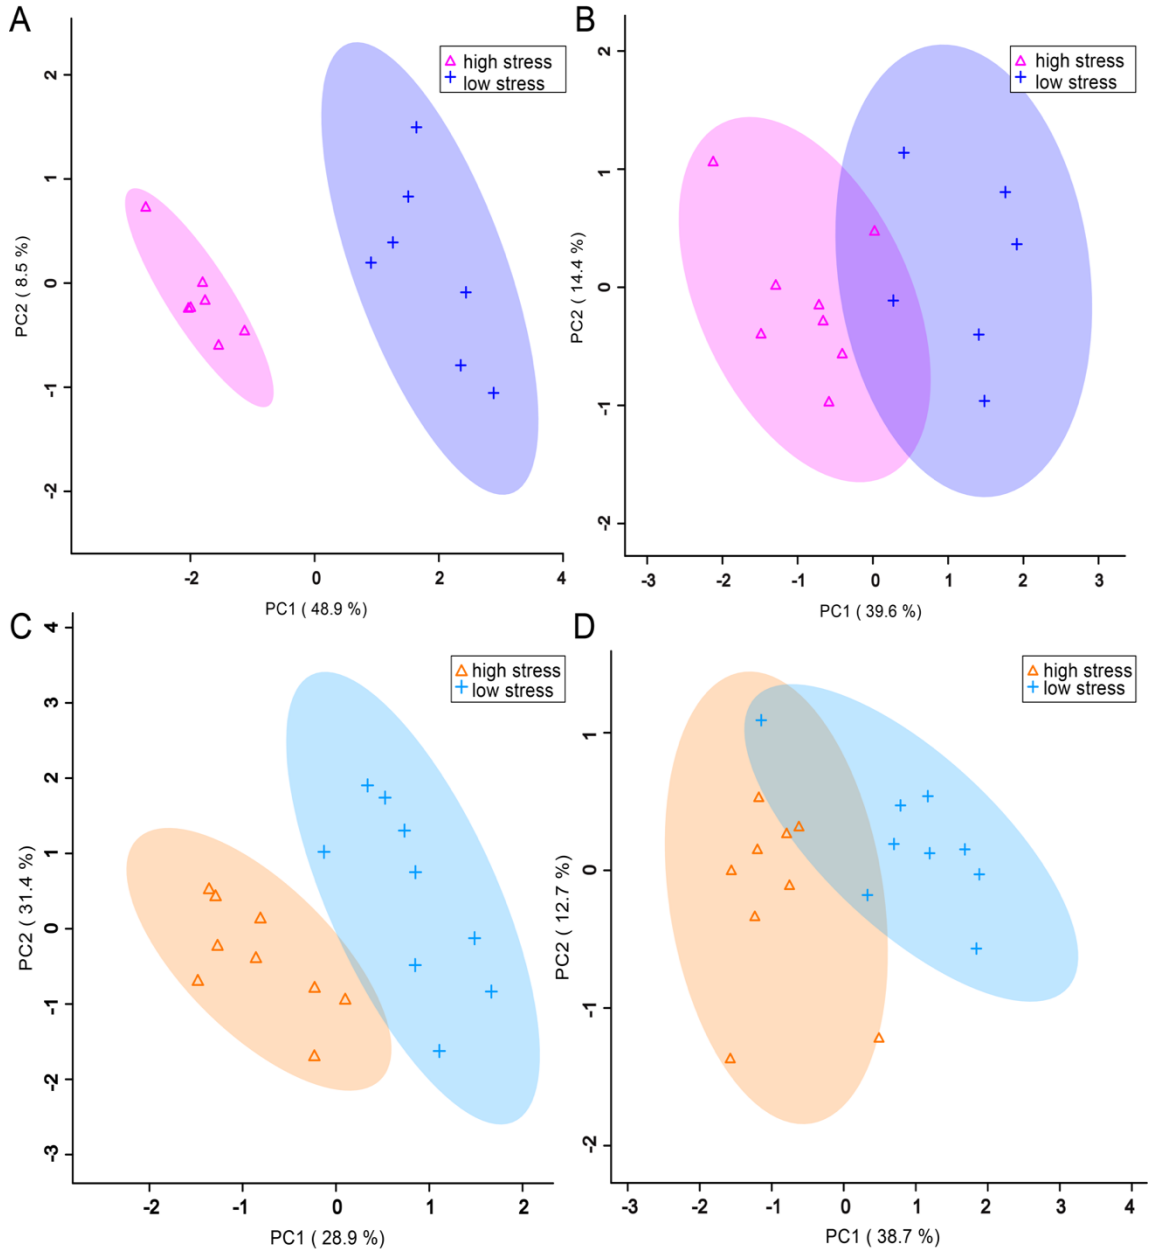 A
high stress
low stress
2
1
0
-1
-2
PC2 ( 8.5 %)
-2
0
2
4
PC1 ( 48.9 %)
B
high stress
low stress
2
1
0
-1
-2
PC2 ( 14.4 %)
-3
-2
-1
0
1
2
3
PC1 ( 39.6 %)
C
high stress
low stress
4
3
2
1
0
-1
-2
-3
PC2 ( 31.4 %)
-2
-1
0
1
2
PC1 ( 28.9 %)
D
high stress
low stress
1
0
-1
-2
PC2 ( 12.7 %)
-3
-2
-1
0
1
2
3
4
PC1 ( 38.7 %)